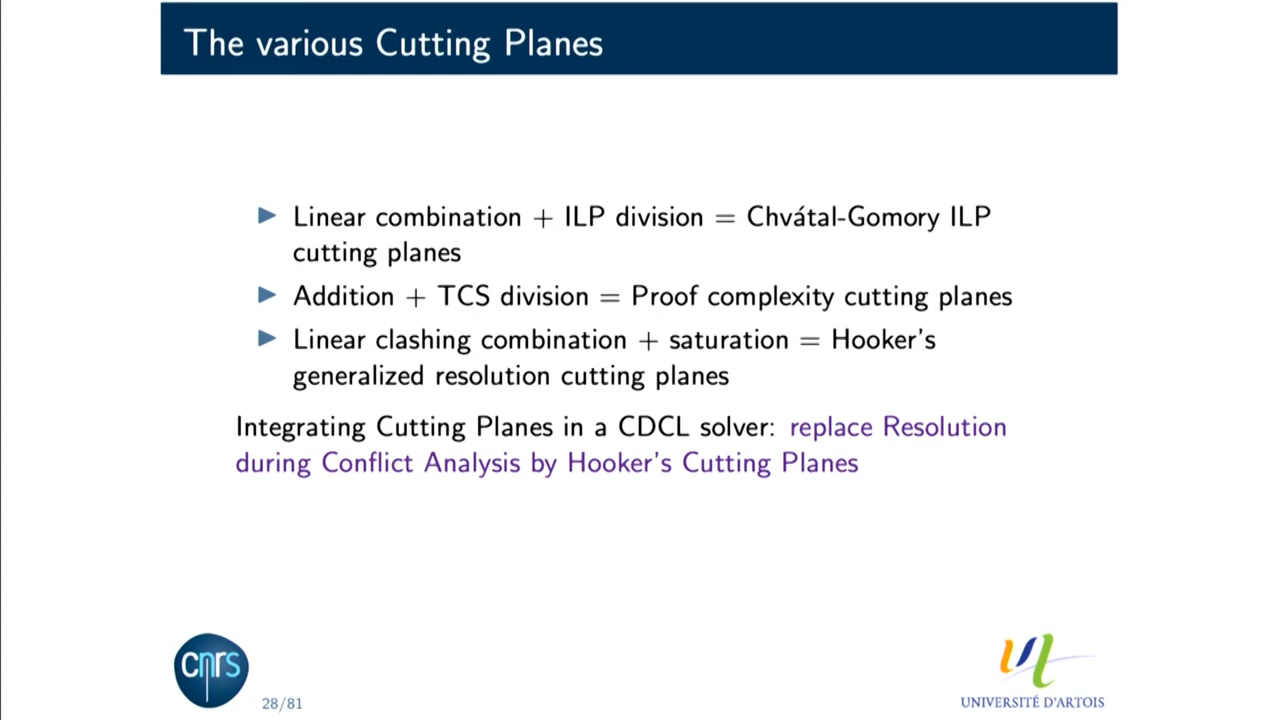 The various Cutting Planes
Linear combination + ILP division = Chvátal-Gomory ILP
cutting planes
Addition + TCS division = Proof complexity cutting planes
Linear clashing combination + saturation = Hooker's
generalized resolution cutting planes
Integrating Cutting Planes in a CDCL solver: replace Resolution
during Conflict Analysis by Hooker's Cutting Planes
cnrs
28/81
UNIVERSITÉ D'ARTOIS